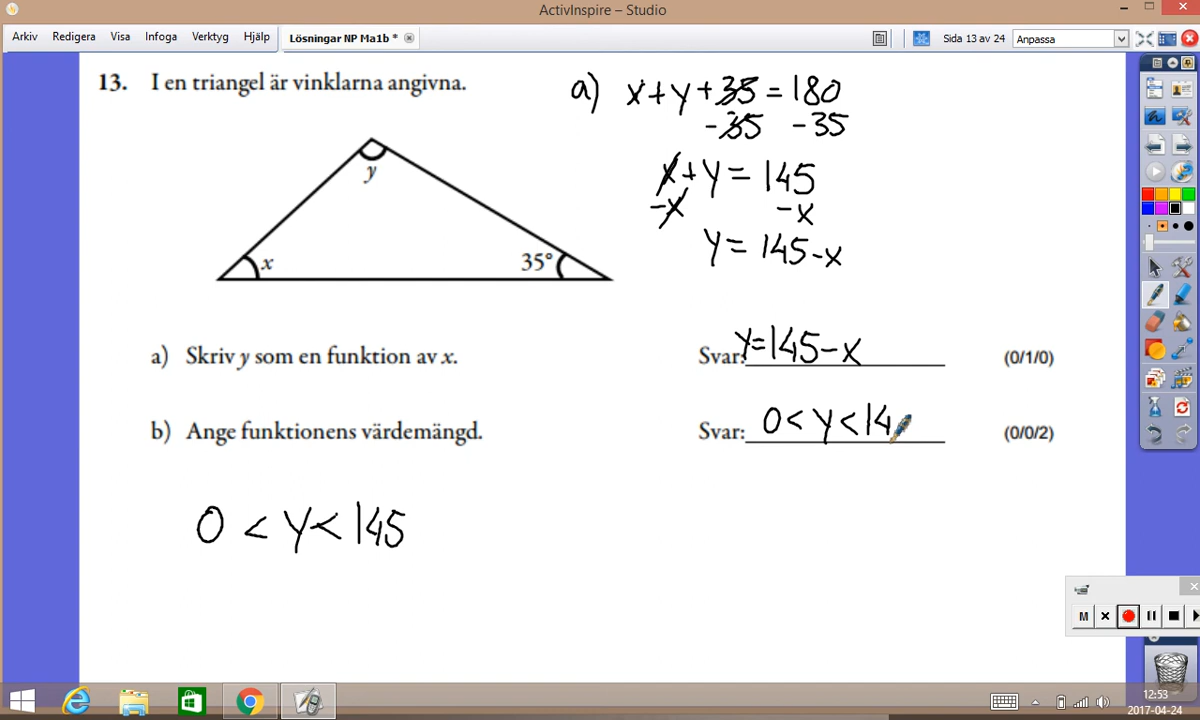 ActivInspire – Studio
Arkiv Redigera Visa Infoga Verktyg Hjälp Lösningar NP Ma1b * Sida 13 av 24 Anpassa
13. I en triangel är vinklarna angivna.
a) x+y+35=180
-35 -35
y
x+y=145
-x -x
x 35°
y=145-x
a) Skriv y som en funktion av x. Svar: y=145-x (0/1/0)
b) Ange funktionens värdemängd. Svar: 0<y<14 (0/0/2)
0<y<145
M
12:53
2017-04-24